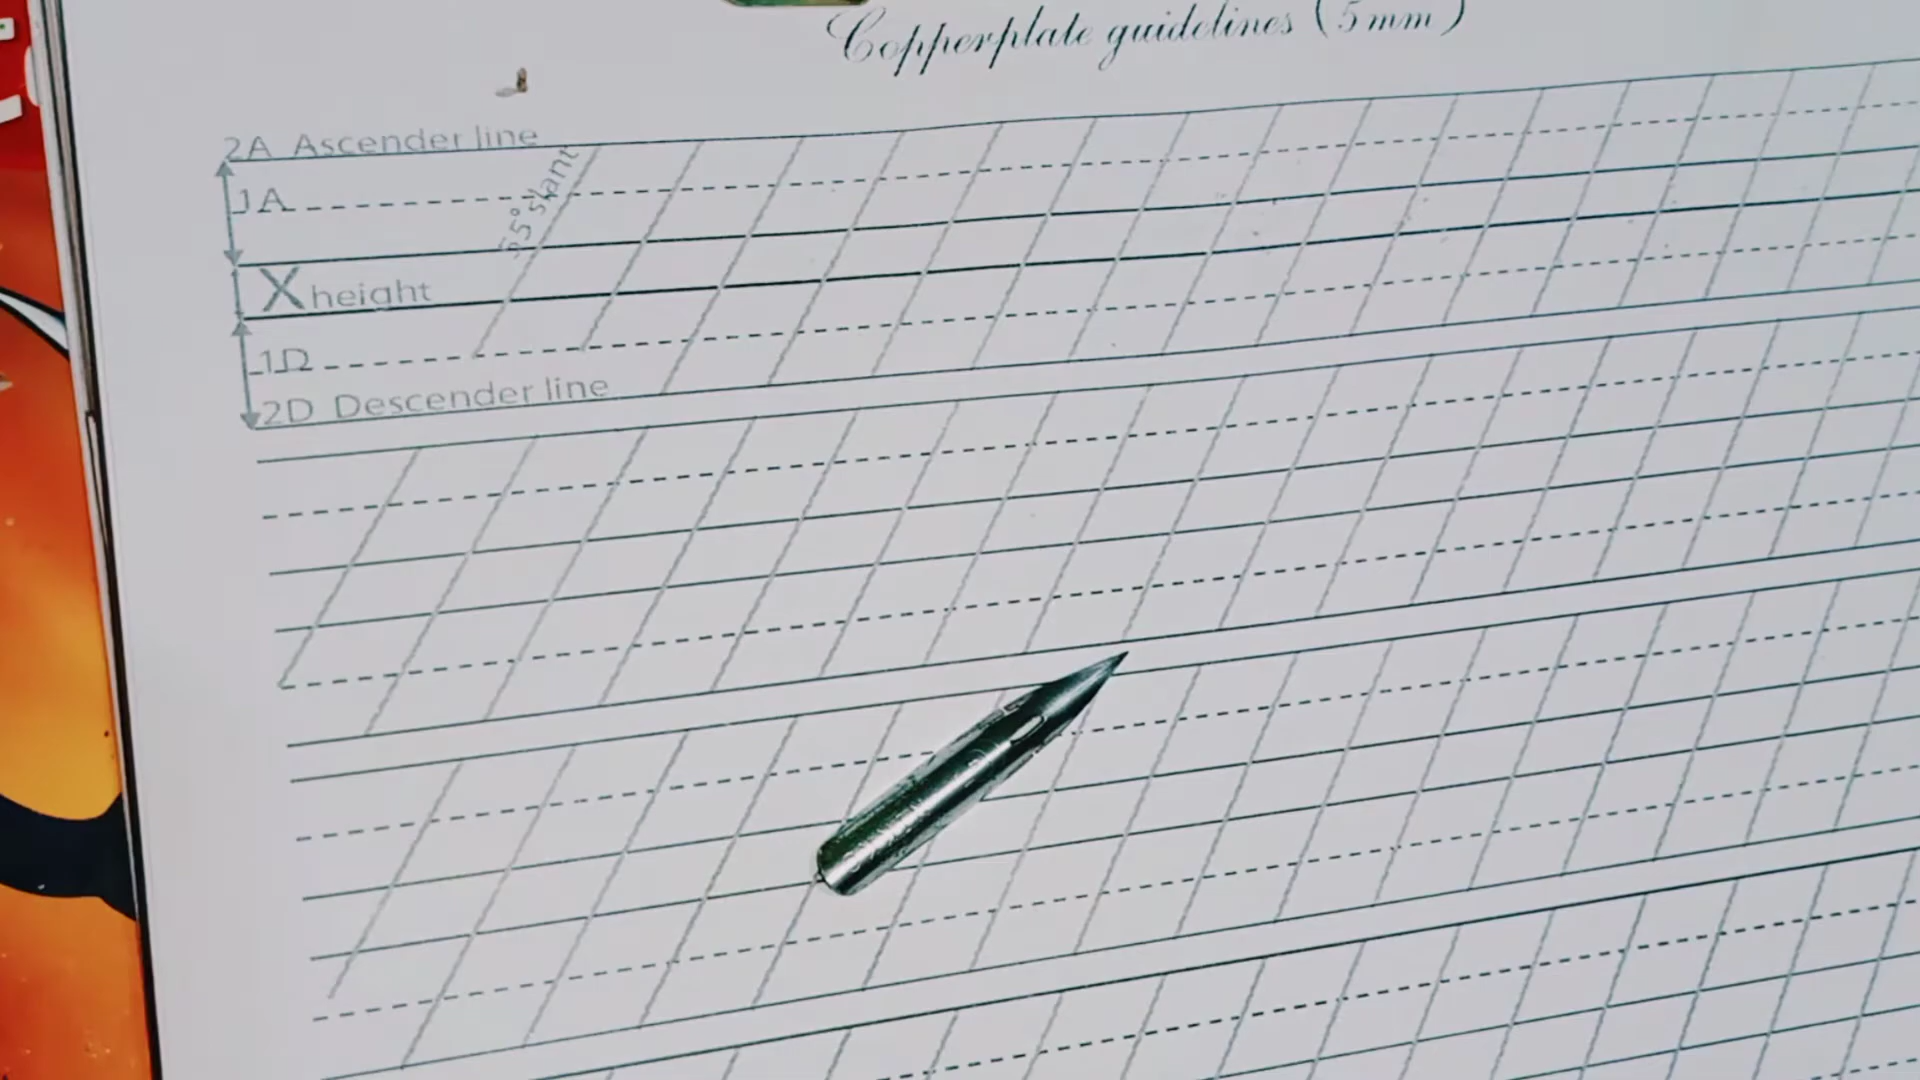 Copperplate guidelines (5mm)
2A Ascender line
1A
55° slant
X height
1D
2D Descender line